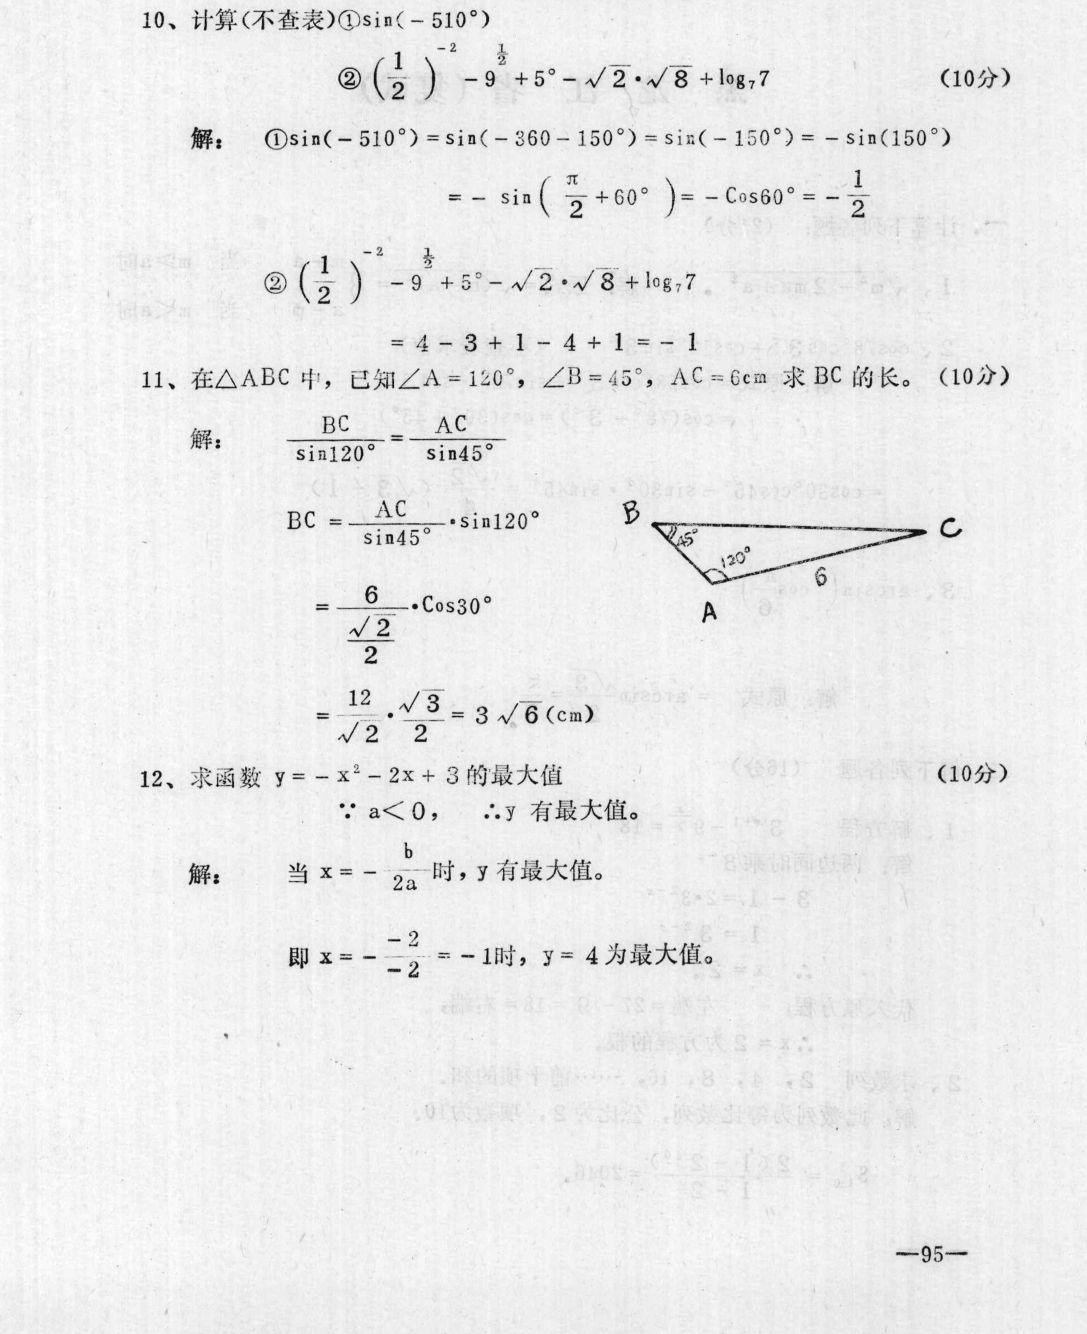 10、计算(不查表)①sin(－510°)
②(1/2)^-2 －9^1/2 ＋5°－√2·√8＋log₇7 (10分)
解： ①sin(－510°)＝sin(－360－150°)＝sin(－150°)＝－sin(150°)
＝－ sin(π/2＋60°)＝－Cos60°＝－1/2
②(1/2)^-2 －9^1/2 ＋5°－√2·√8＋log₇7
＝4－3＋1－4＋1＝－1
11、在△ABC中，已知∠A＝120°，∠B＝45°，AC＝6cm 求 BC 的长。(10分)
解： BC/sin120°＝AC/sin45°
BC＝AC/sin45°·sin120°
＝6/(√2/2)·Cos30°
＝12/√2·√3/2＝3√6(cm)
B
45°
C
120°
6
A
12、求函数 y＝－x²－2x＋3的最大值 (10分)
∵ a＜0， ∴y 有最大值。
解： 当 x＝－b/2a时，y有最大值。
即 x＝－-2/-2＝－1时，y＝4为最大值。
—95—